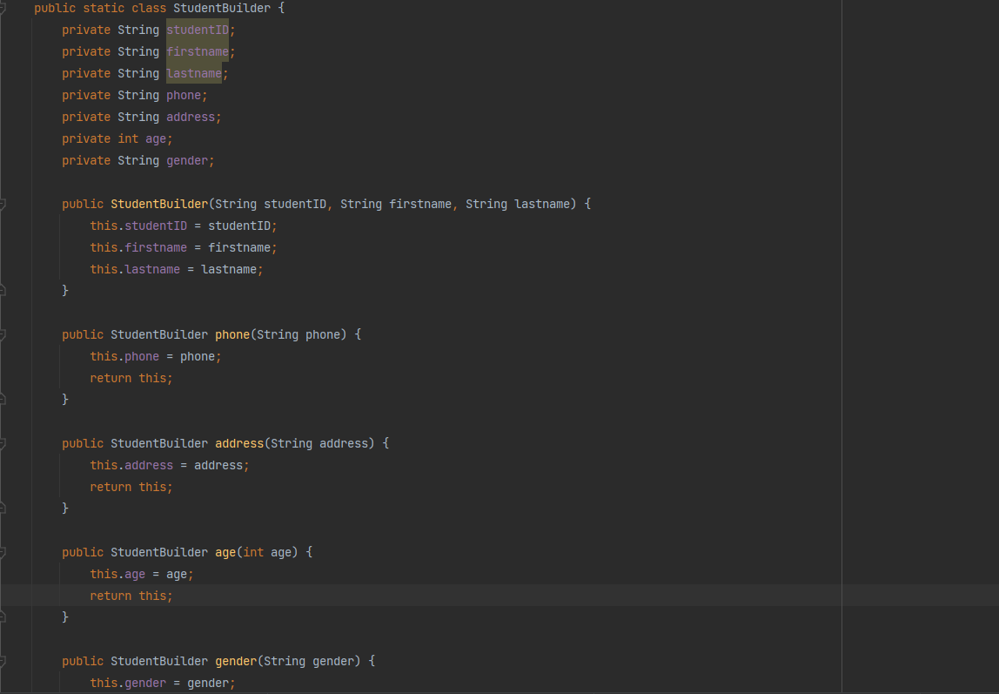 public static class StudentBuilder {
    private String studentID;
    private String firstname;
    private String lastname;
    private String phone;
    private String address;
    private int age;
    private String gender;

    public StudentBuilder(String studentID, String firstname, String lastname) {
        this.studentID = studentID;
        this.firstname = firstname;
        this.lastname = lastname;
    }

    public StudentBuilder phone(String phone) {
        this.phone = phone;
        return this;
    }

    public StudentBuilder address(String address) {
        this.address = address;
        return this;
    }

    public StudentBuilder age(int age) {
        this.age = age;
        return this;
    }

    public StudentBuilder gender(String gender) {
        this.gender = gender;